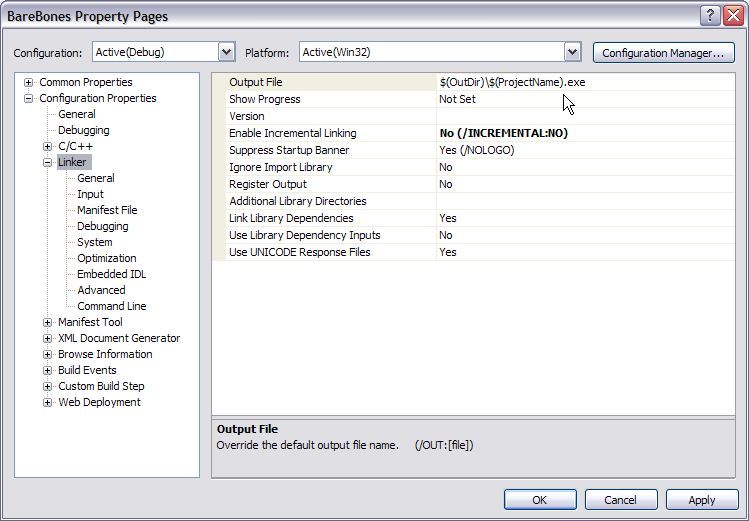 BareBones Property Pages
Configuration: Active(Debug) Platform: Active(Win32) Configuration Manager...
Common Properties
Configuration Properties
General
Debugging
C/C++
Linker
General
Input
Manifest File
Debugging
System
Optimization
Embedded IDL
Advanced
Command Line
Manifest Tool
XML Document Generator
Browse Information
Build Events
Custom Build Step
Web Deployment
Output File $(OutDir)\$(ProjectName).exe
Show Progress Not Set
Version
Enable Incremental Linking No (/INCREMENTAL:NO)
Suppress Startup Banner Yes (/NOLOGO)
Ignore Import Library No
Register Output No
Additional Library Directories
Link Library Dependencies Yes
Use Library Dependency Inputs No
Use UNICODE Response Files Yes
Output File
Override the default output file name. (/OUT:[file])
OK Cancel Apply